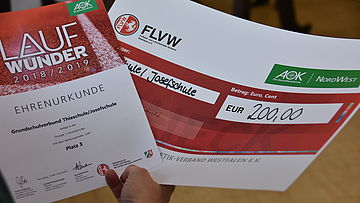 AOK
LAUF
WUNDER
2018/2019
EHRENURKUNDE
Grundschulverbund Thieschule/Josefschule
Platz 3
FLVW
AOK NORDWEST
Betrag: Euro, Cent
EUR 200,00
schule/Josefschule
TIK-VERBAND WESTFALEN E.V.